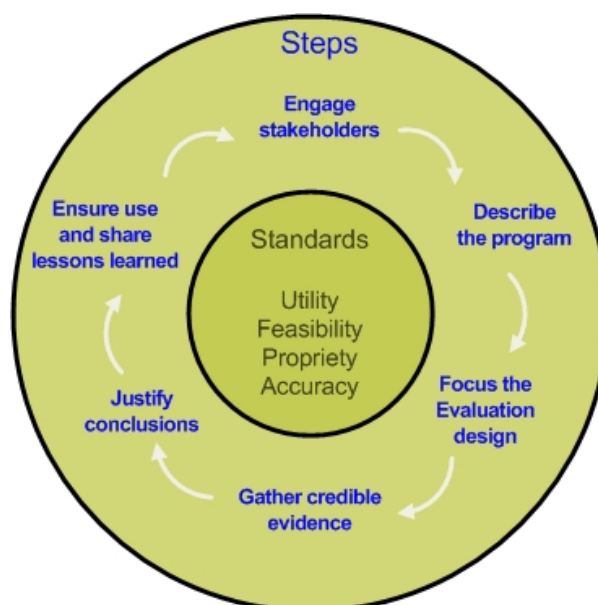 Steps
Engage
stakeholders
Describe
the program
Focus the
Evaluation
design
Gather credible
evidence
Justify
conclusions
Ensure use
and share
lessons learned
Standards
Utility
Feasibility
Propriety
Accuracy